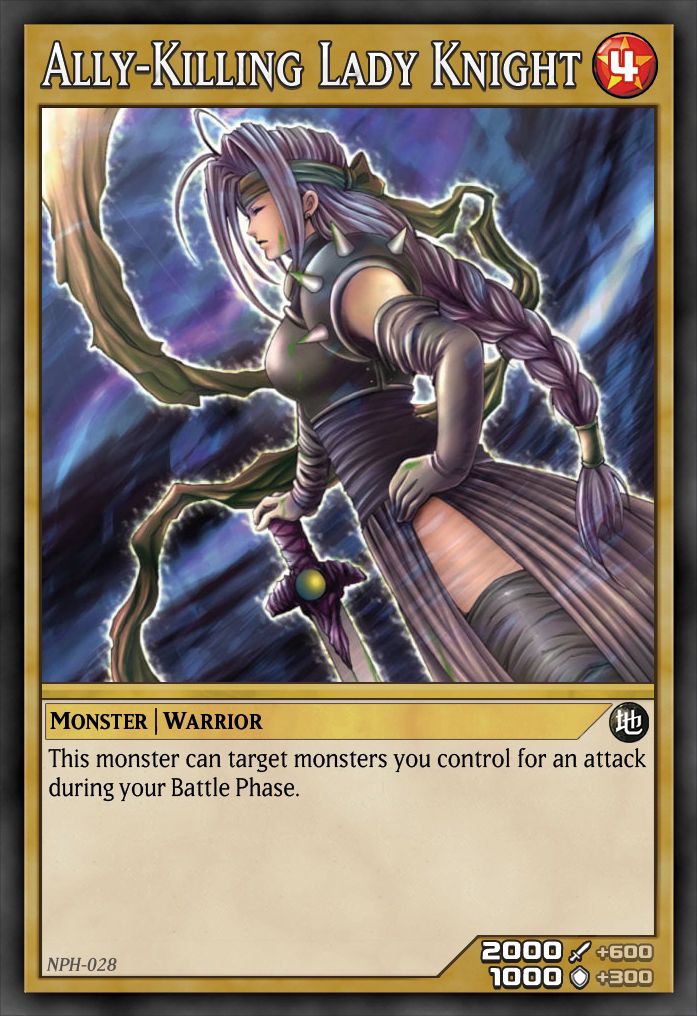 Ally-Killing Lady Knight 4
Monster | Warrior
This monster can target monsters you control for an attack
during your Battle Phase.
NPH-028
2000 +600
1000 +300